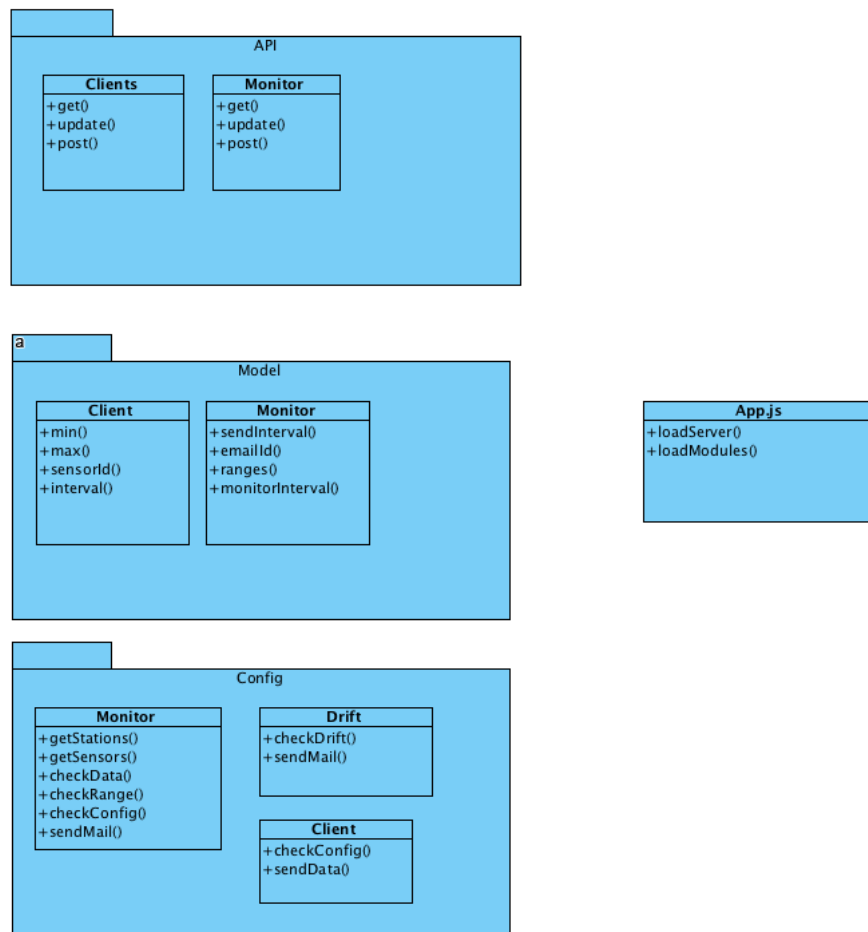 API
Clients
+get()
+update()
+post()
Monitor
+get()
+update()
+post()
a
Model
Client
+min()
+max()
+sensorId()
+interval()
Monitor
+sendInterval()
+emailId()
+ranges()
+monitorInterval()
App.js
+loadServer()
+loadModules()
Config
Monitor
+getStations()
+getSensors()
+checkData()
+checkRange()
+checkConfig()
+sendMail()
Drift
+checkDrift()
+sendMail()
Client
+checkConfig()
+sendData()